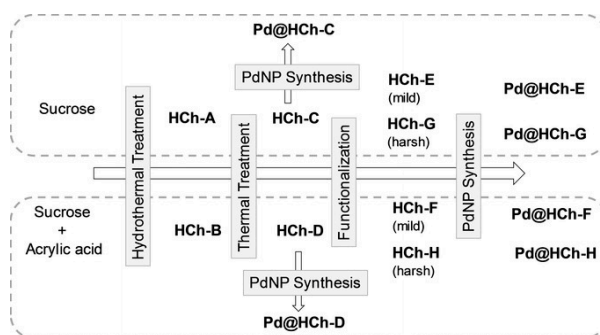 Pd@HCh-C
PdNP Synthesis
Sucrose
Hydrothermal Treatment
HCh-A
Thermal Treatment
HCh-C
Functionalization
HCh-E
(mild)
HCh-G
(harsh)
PdNP Synthesis
Pd@HCh-E
Pd@HCh-G
Sucrose
+
Acrylic acid
HCh-B
HCh-D
HCh-F
(mild)
HCh-H
(harsh)
Pd@HCh-F
Pd@HCh-H
PdNP Synthesis
Pd@HCh-D